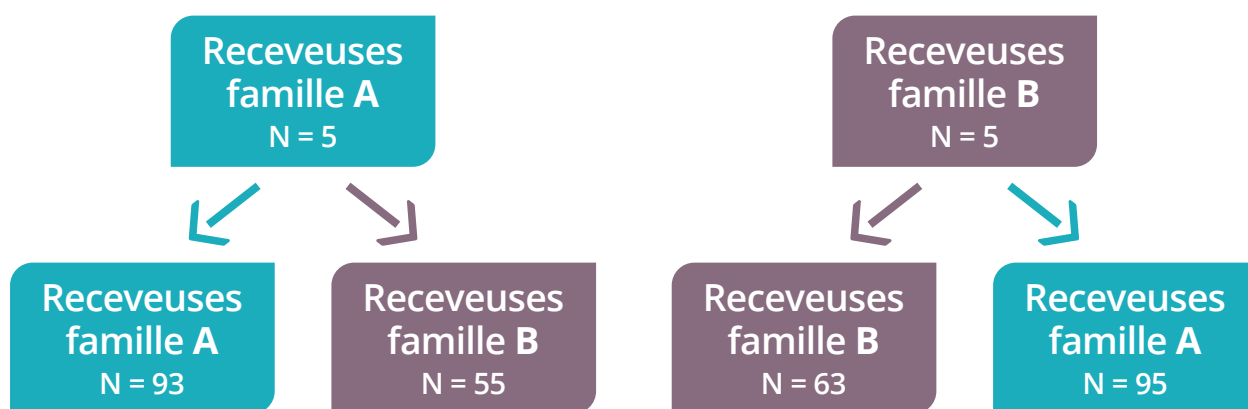 Receveuses
famille A
N = 5
Receveuses
famille B
N = 5
Receveuses
famille A
N = 93
Receveuses
famille B
N = 55
Receveuses
famille B
N = 63
Receveuses
famille A
N = 95